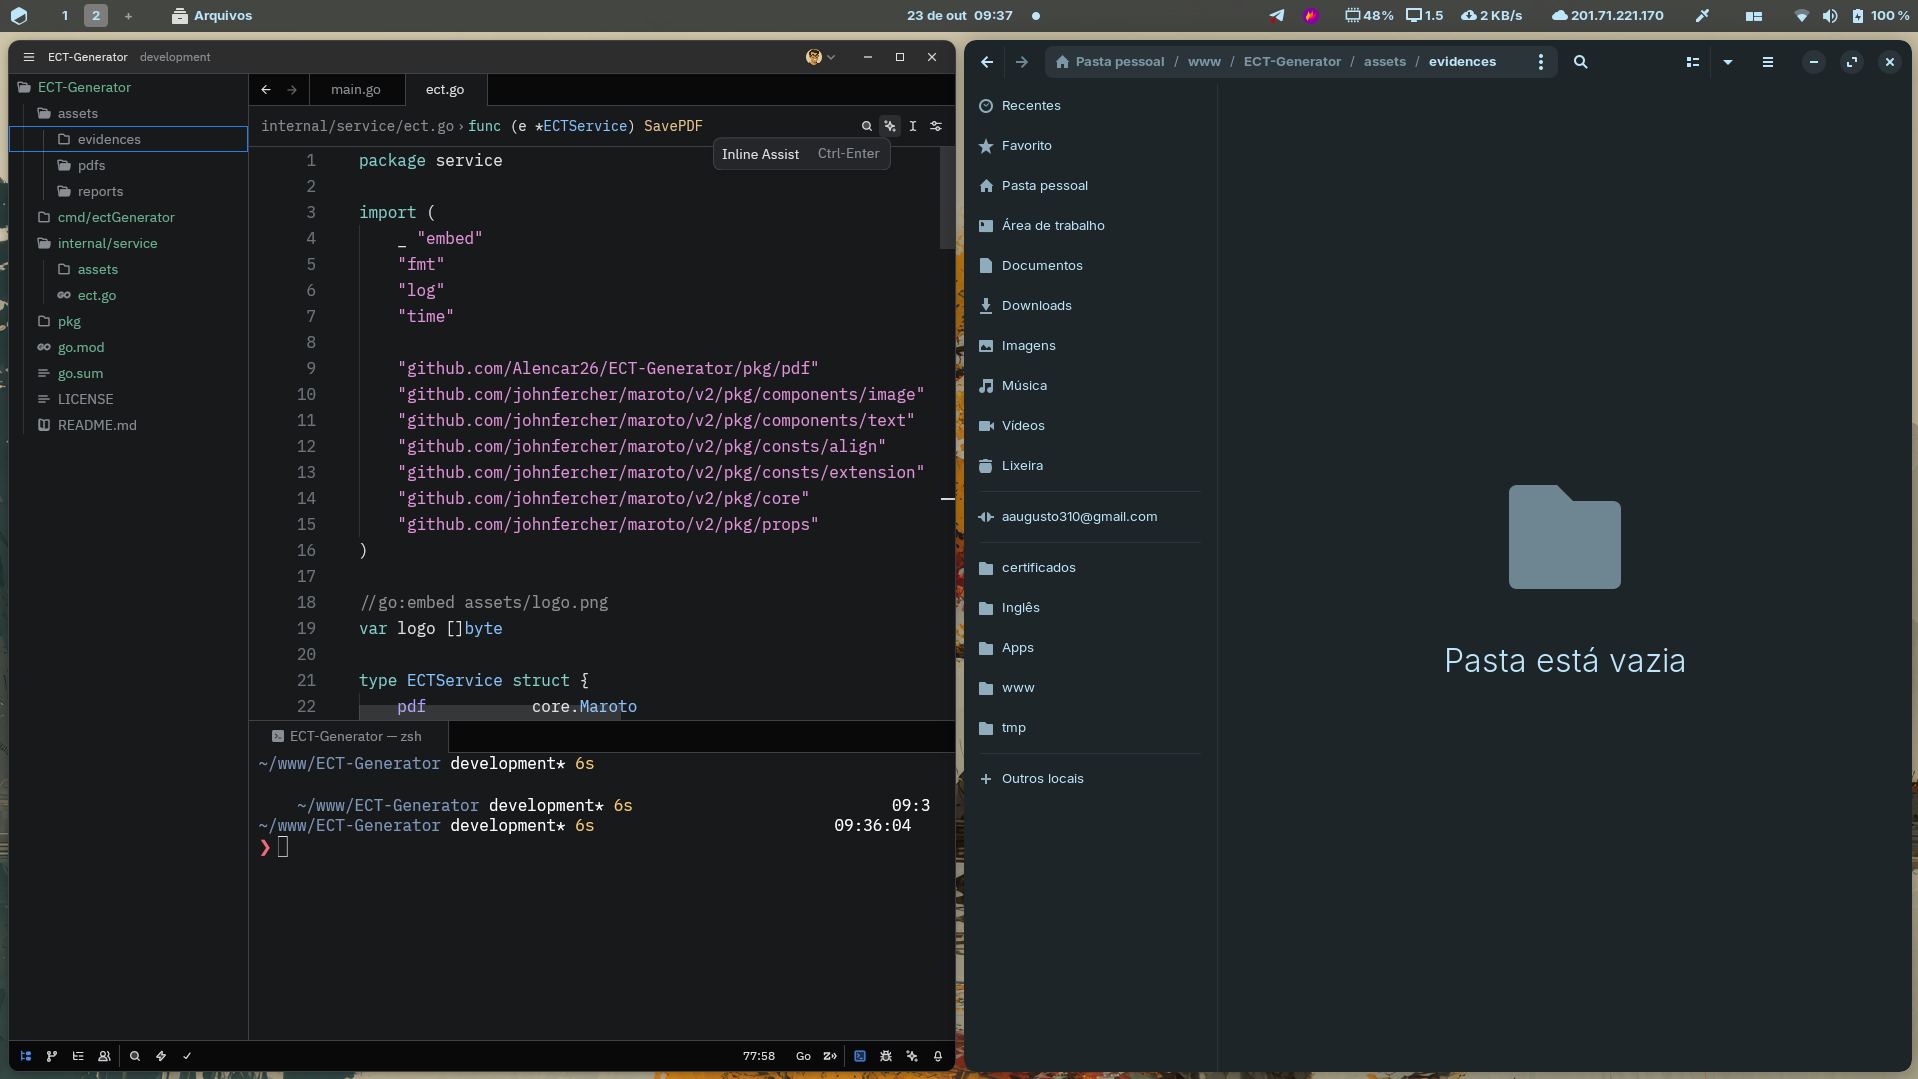 1
2
+
Arquivos
23 de out 09:37
48%
1.5
2 KB/s
201.71.221.170
100 %
ECT-Generator development
ECT-Generator
assets
evidences
pdfs
reports
cmd/ectGenerator
internal/service
assets
ect.go
pkg
go.mod
go.sum
LICENSE
README.md
main.go
ect.go
internal/service/ect.go › func (e *ECTService) SavePDF
Inline Assist Ctrl-Enter
1 package service
2
3 import (
4 _ "embed"
5 "fmt"
6 "log"
7 "time"
8
9 "github.com/Alencar26/ECT-Generator/pkg/pdf"
10 "github.com/johnfercher/maroto/v2/pkg/components/image"
11 "github.com/johnfercher/maroto/v2/pkg/components/text"
12 "github.com/johnfercher/maroto/v2/pkg/consts/align"
13 "github.com/johnfercher/maroto/v2/pkg/consts/extension"
14 "github.com/johnfercher/maroto/v2/pkg/core"
15 "github.com/johnfercher/maroto/v2/pkg/props"
16 )
17
18 //go:embed assets/logo.png
19 var logo []byte
20
21 type ECTService struct {
22 pdf core.Maroto
ECT-Generator — zsh
~/www/ECT-Generator development* 6s
~/www/ECT-Generator development* 6s 09:3
~/www/ECT-Generator development* 6s 09:36:04
❯
77:58 Go
Pasta pessoal / www / ECT-Generator / assets / evidences
Recentes
Favorito
Pasta pessoal
Área de trabalho
Documentos
Downloads
Imagens
Música
Vídeos
Lixeira
aaugusto310@gmail.com
certificados
Inglês
Apps
www
tmp
+ Outros locais
Pasta está vazia